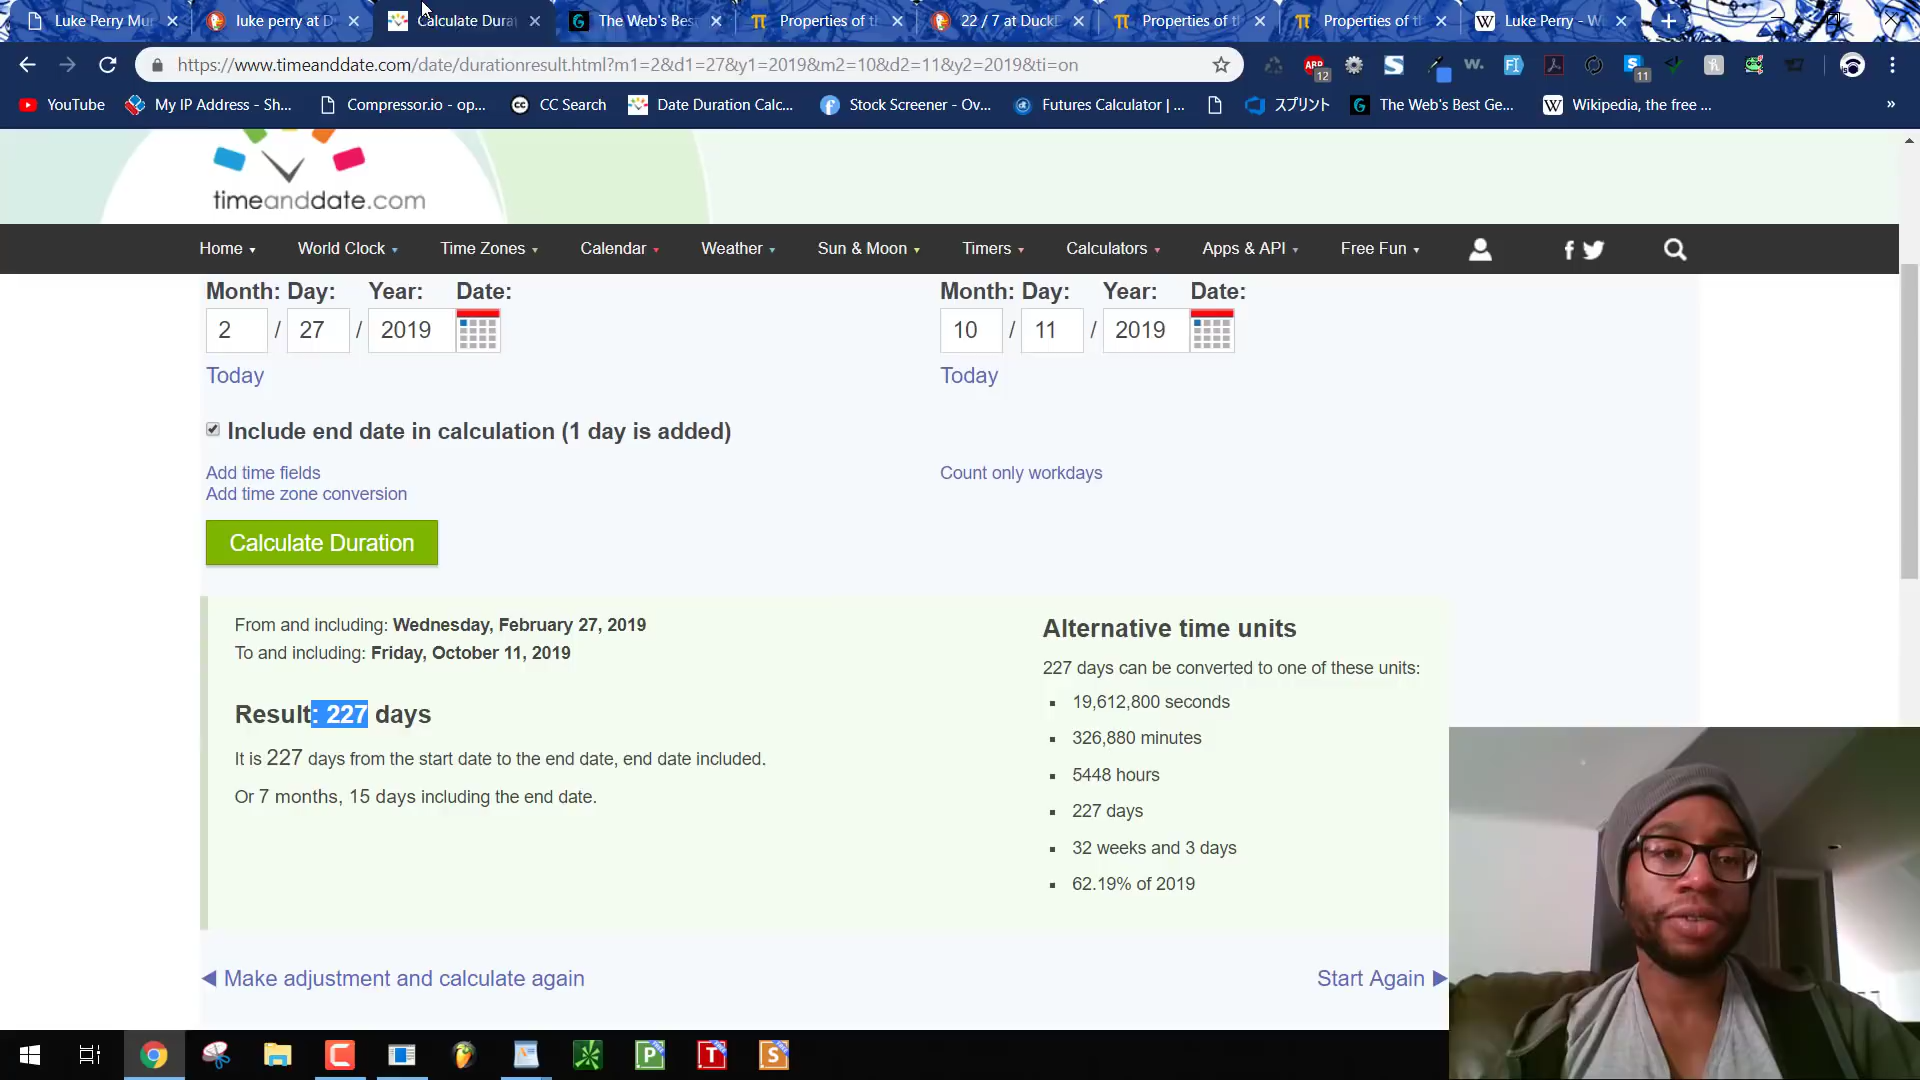 Luke Perry Mur
luke perry at D
Calculate Durat
The Web's Bes
Properties of th
22 / 7 at DuckD
Properties of th
Properties of th
Luke Perry - W
https://www.timeanddate.com/date/durationresult.html?m1=2&d1=27&y1=2019&m2=10&d2=11&y2=2019&ti=on
ABP
12
11
YouTube
My IP Address - Sh...
Compressor.io - op...
CC Search
Date Duration Calc...
Stock Screener - Ov...
Futures Calculator | ...
スプリント
The Web's Best Ge...
Wikipedia, the free ...
»
timeanddate.com
Home
World Clock
Time Zones
Calendar
Weather
Sun & Moon
Timers
Calculators
Apps & API
Free Fun
Month: Day: Year: Date:
Month: Day: Year: Date:
2 / 27 / 2019
10 / 11 / 2019
Today
Today
Include end date in calculation (1 day is added)
Add time fields
Count only workdays
Add time zone conversion
Calculate Duration
From and including: Wednesday, February 27, 2019
To and including: Friday, October 11, 2019
Result: 227 days
It is 227 days from the start date to the end date, end date included.
Or 7 months, 15 days including the end date.
Alternative time units
227 days can be converted to one of these units:
19,612,800 seconds
326,880 minutes
5448 hours
227 days
32 weeks and 3 days
62.19% of 2019
Make adjustment and calculate again
Start Again
P
T
S